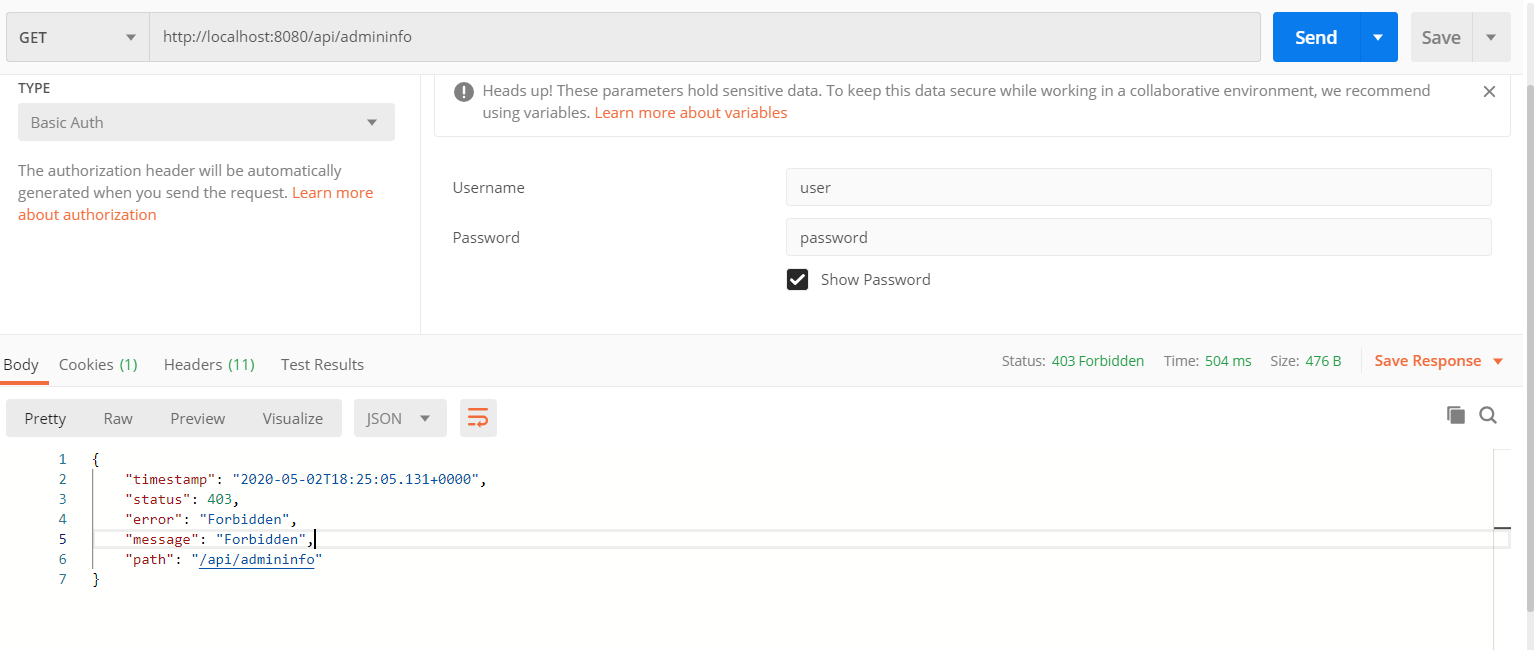 GET
http://localhost:8080/api/admininfo
Send
Save
TYPE
Basic Auth
The authorization header will be automatically
generated when you send the request. Learn more
about authorization
Heads up! These parameters hold sensitive data. To keep this data secure while working in a collaborative environment, we recommend
using variables. Learn more about variables
Username
user
Password
password
Show Password
Body
Cookies (1)
Headers (11)
Test Results
Status: 403 Forbidden
Time: 504 ms
Size: 476 B
Save Response
Pretty
Raw
Preview
Visualize
JSON
1 {
2 "timestamp": "2020-05-02T18:25:05.131+0000",
3 "status": 403,
4 "error": "Forbidden",
5 "message": "Forbidden",
6 "path": "/api/admininfo"
7 }